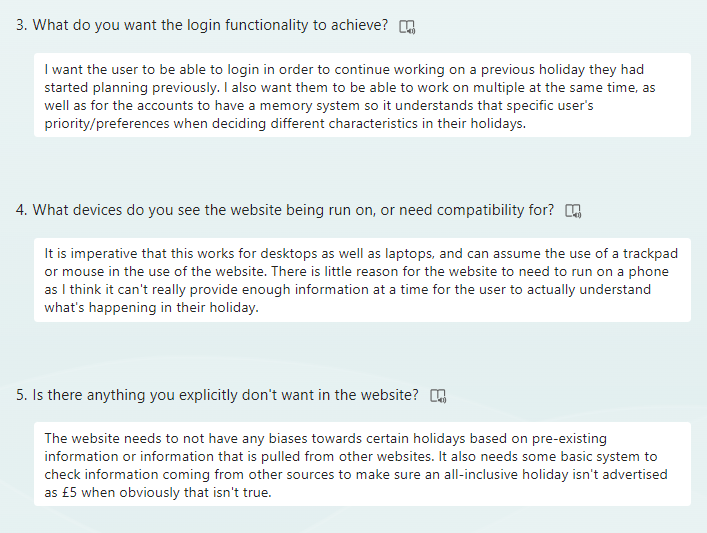 3. What do you want the login functionality to achieve?
I want the user to be able to login in order to continue working on a previous holiday they had
started planning previously. I also want them to be able to work on multiple at the same time, as
well as for the accounts to have a memory system so it understands that specific user's
priority/preferences when deciding different characteristics in their holidays.
4. What devices do you see the website being run on, or need compatibility for?
It is imperative that this works for desktops as well as laptops, and can assume the use of a trackpad
or mouse in the use of the website. There is little reason for the website to need to run on a phone
as I think it can't really provide enough information at a time for the user to actually understand
what's happening in their holiday.
5. Is there anything you explicitly don't want in the website?
The website needs to not have any biases towards certain holidays based on pre-existing
information or information that is pulled from other websites. It also needs some basic system to
check information coming from other sources to make sure an all-inclusive holiday isn't advertised
as £5 when obviously that isn't true.